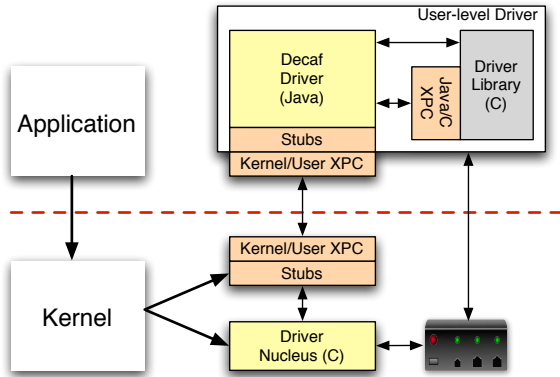 User-level Driver
Decaf
Driver
(Java)
Java/C
XPC
Driver
Library
(C)
Stubs
Kernel/User XPC
Application
Kernel/User XPC
Stubs
Kernel
Driver
Nucleus (C)